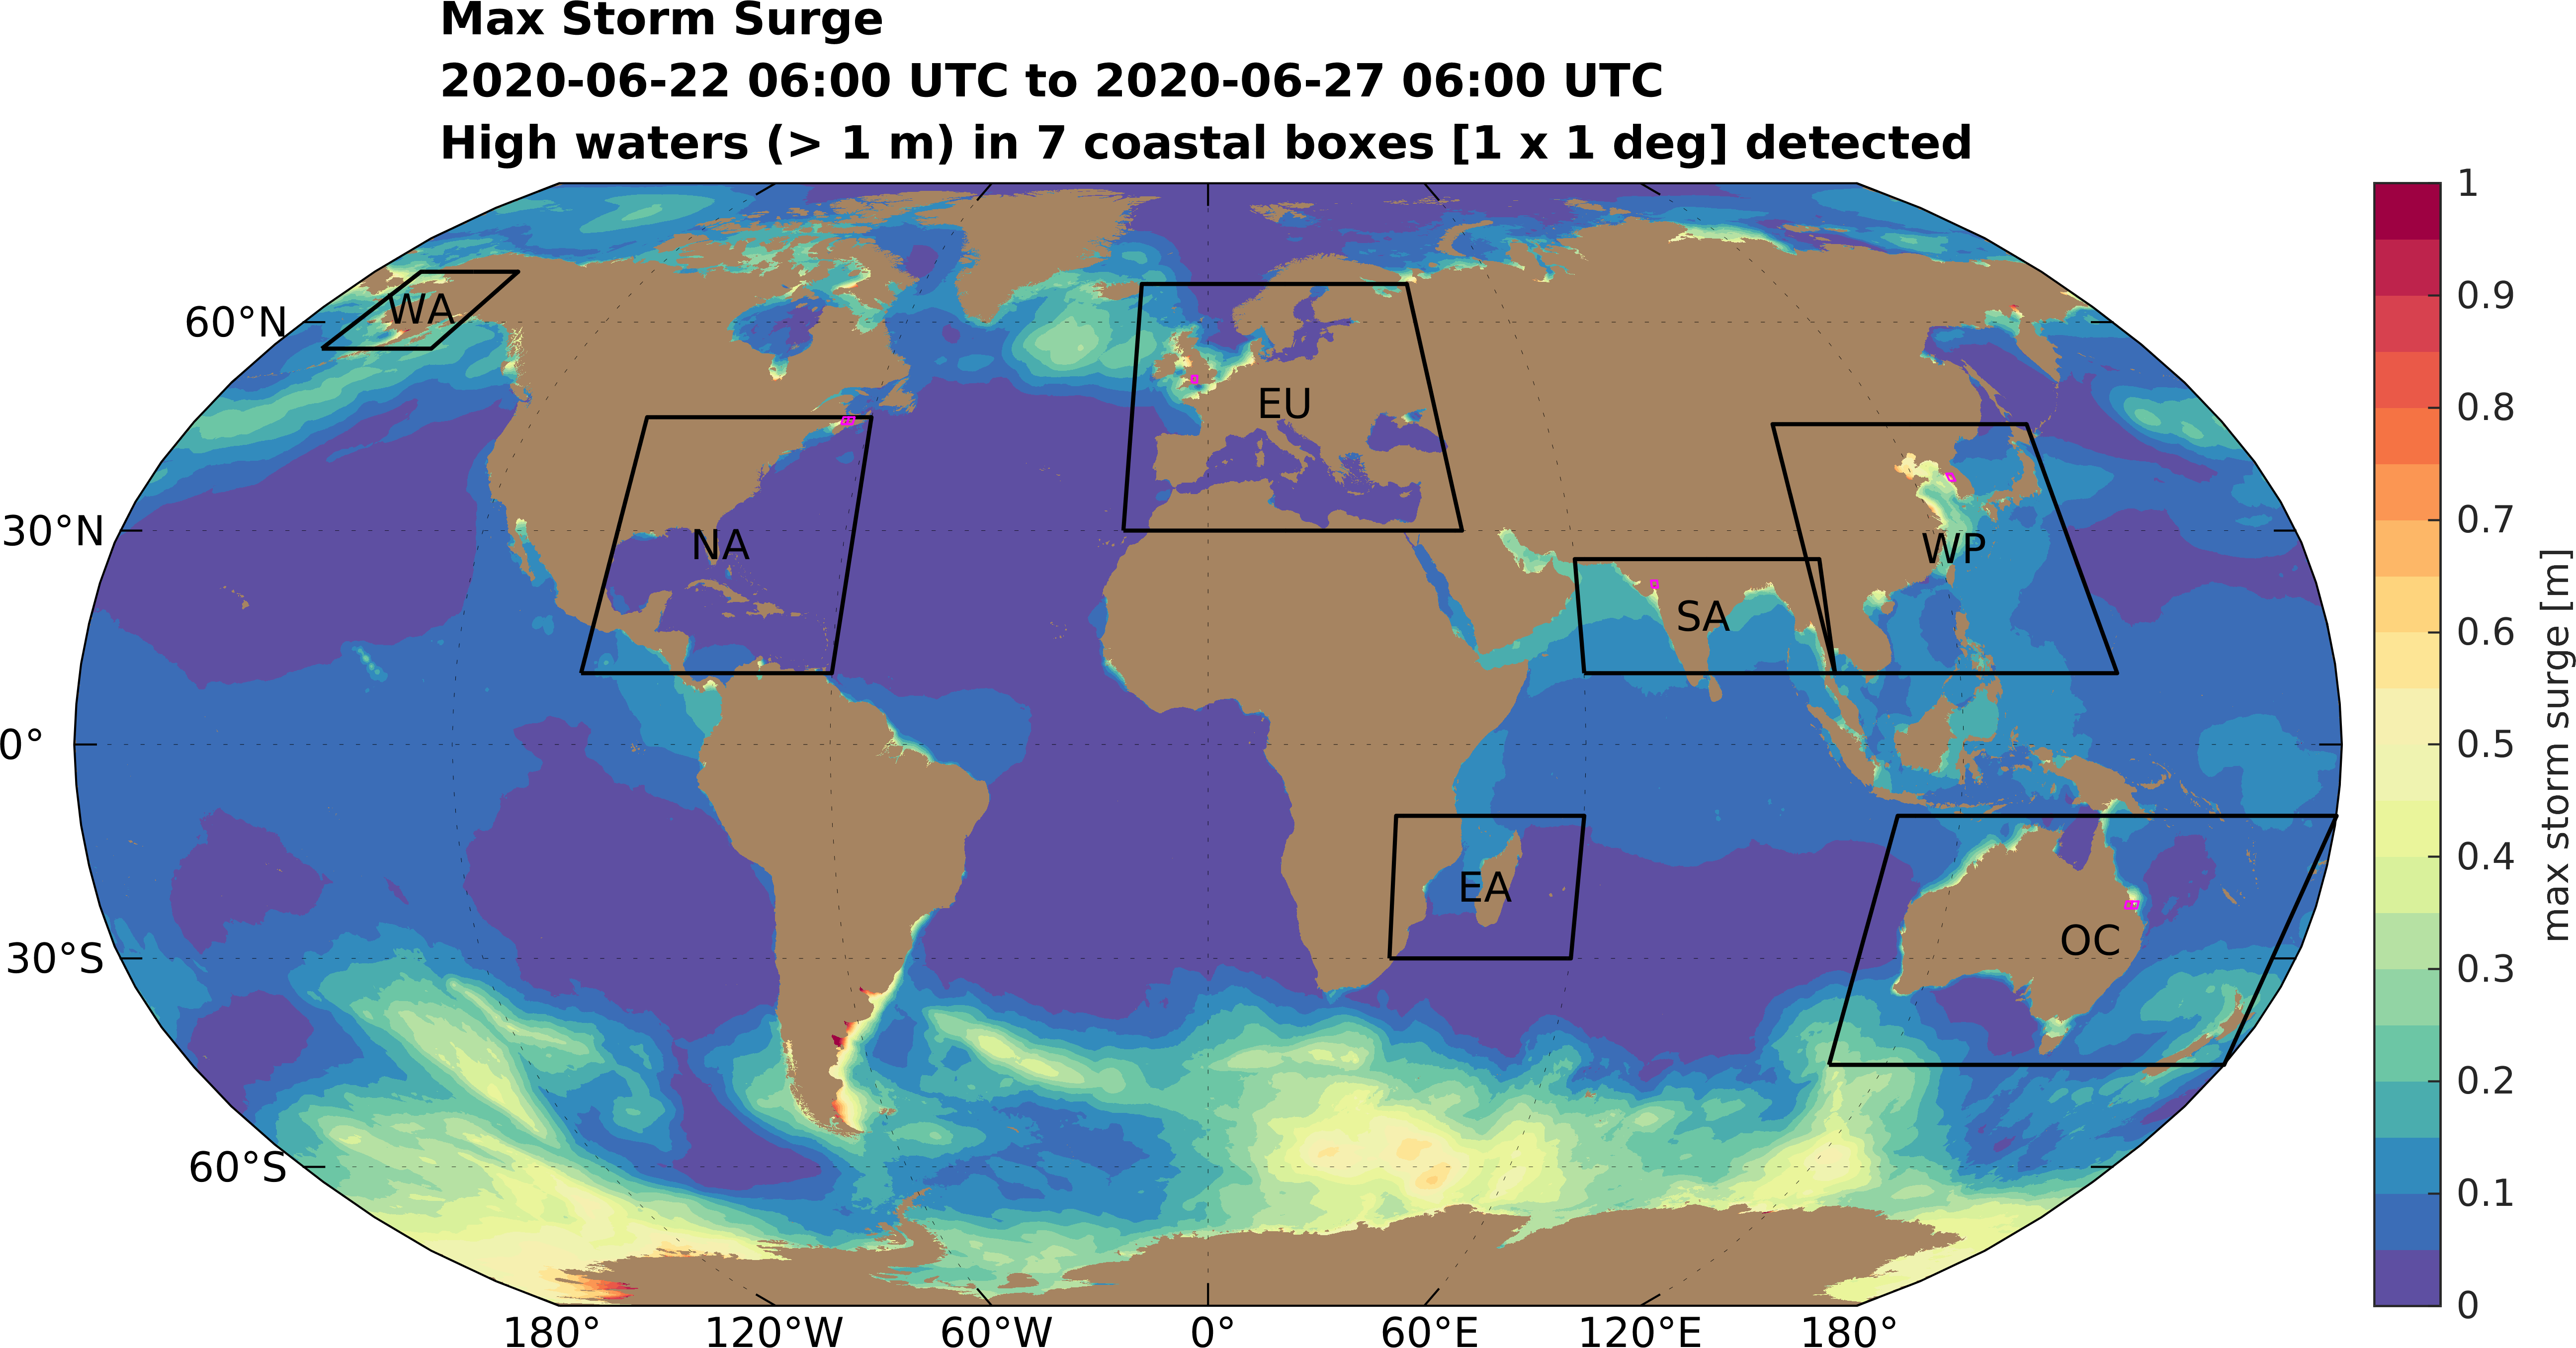 Max Storm Surge
2020-06-22 06:00 UTC to 2020-06-27 06:00 UTC
High waters (> 1 m) in 7 coastal boxes [1 x 1 deg] detected
60°N
30°N
0°
30°S
60°S
180°
120°W
60°W
0°
60°E
120°E
180°
WA
NA
EU
SA
WP
EA
OC
1
0.9
0.8
0.7
0.6
0.5
0.4
0.3
0.2
0.1
0
max storm surge [m]